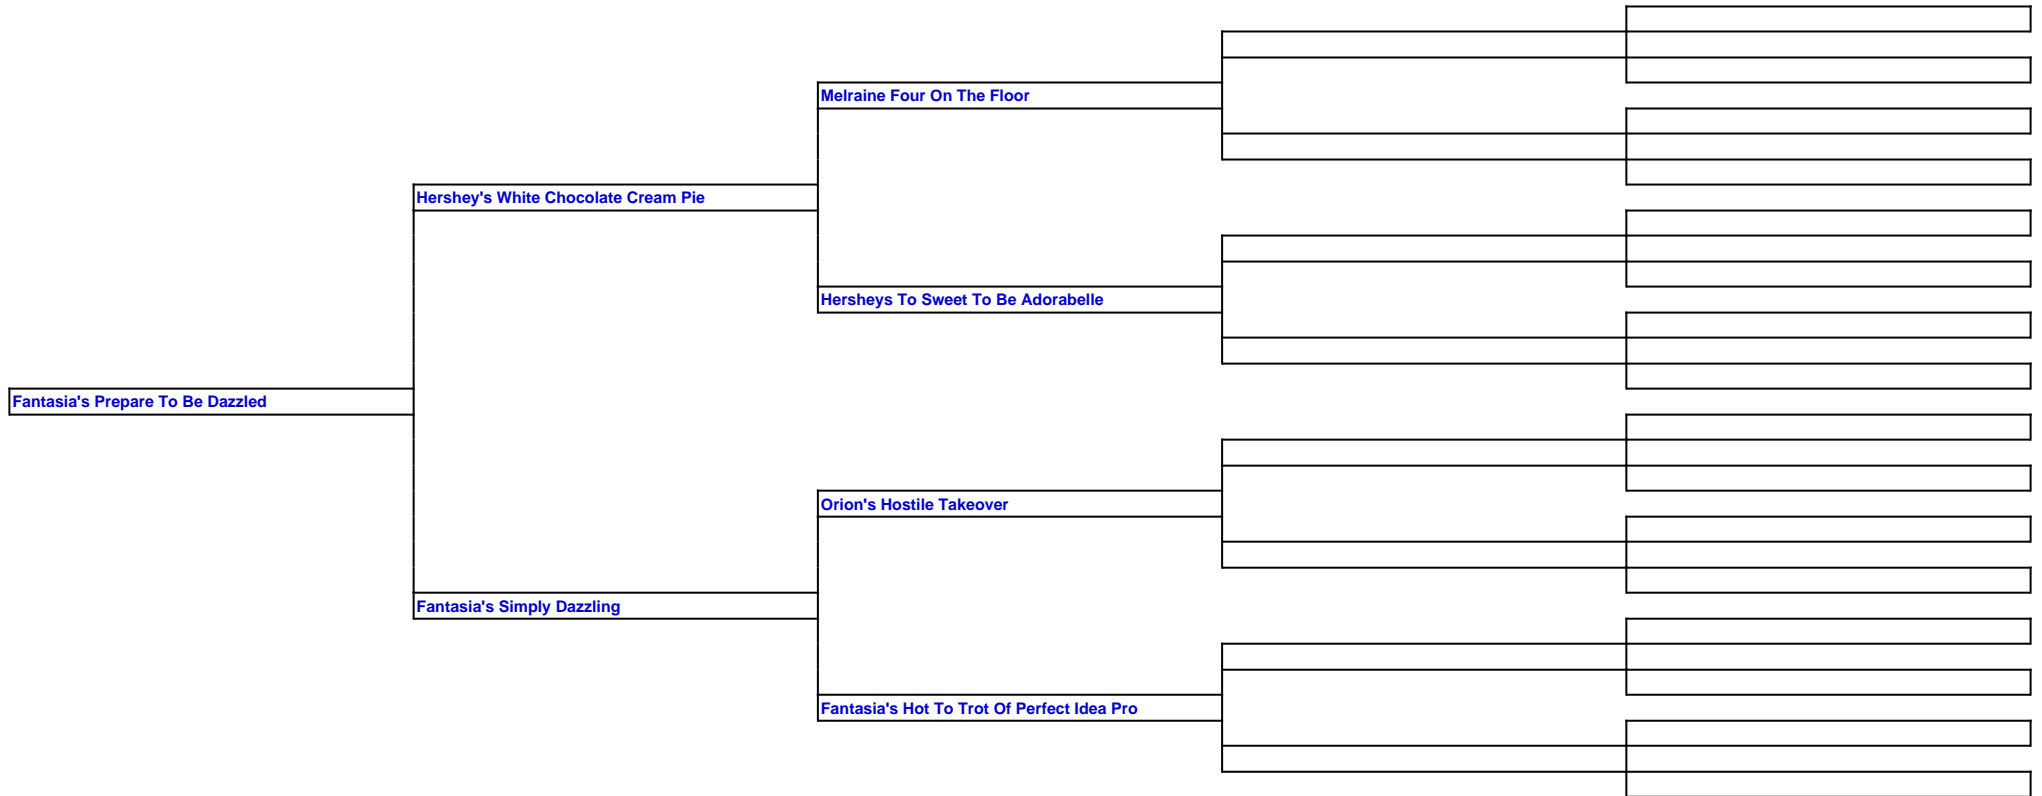 Melraine Four On The Floor
Hershey's White Chocolate Cream Pie
Hersheys To Sweet To Be Adorabelle
Fantasia's Prepare To Be Dazzled
Orion's Hostile Takeover
Fantasia's Simply Dazzling
Fantasia's Hot To Trot Of Perfect Idea Pro